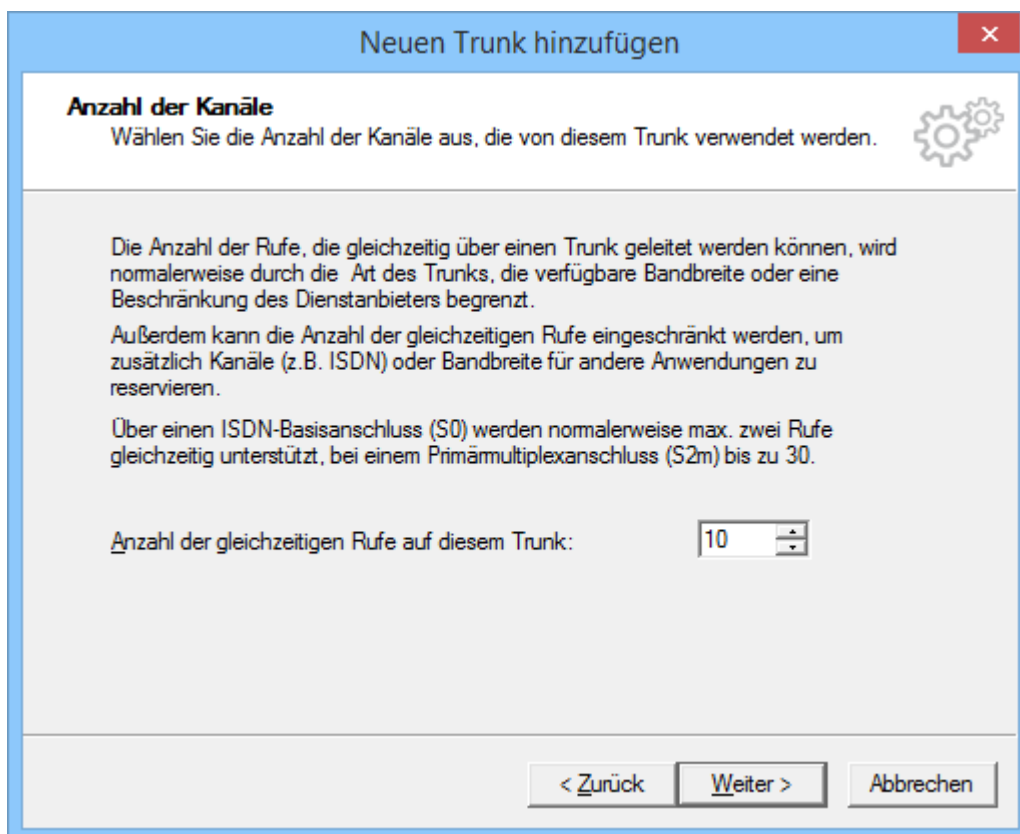 Neuen Trunk hinzufügen
Anzahl der Kanäle
Wählen Sie die Anzahl der Kanäle aus, die von diesem Trunk verwendet werden.
Die Anzahl der Rufe, die gleichzeitig über einen Trunk geleitet werden können, wird
normalerweise durch die  Art des Trunks, die verfügbare Bandbreite oder eine
Beschränkung des Dienstanbieters begrenzt.
Außerdem kann die Anzahl der gleichzeitigen Rufe eingeschränkt werden, um
zusätzlich Kanäle (z.B. ISDN) oder Bandbreite für andere Anwendungen zu
reservieren.
Über einen ISDN-Basisanschluss (S0) werden normalerweise max. zwei Rufe
gleichzeitig unterstützt, bei einem Primärmultiplexanschluss (S2m) bis zu 30.
Anzahl der gleichzeitigen Rufe auf diesem Trunk: 10
< Zurück Weiter > Abbrechen